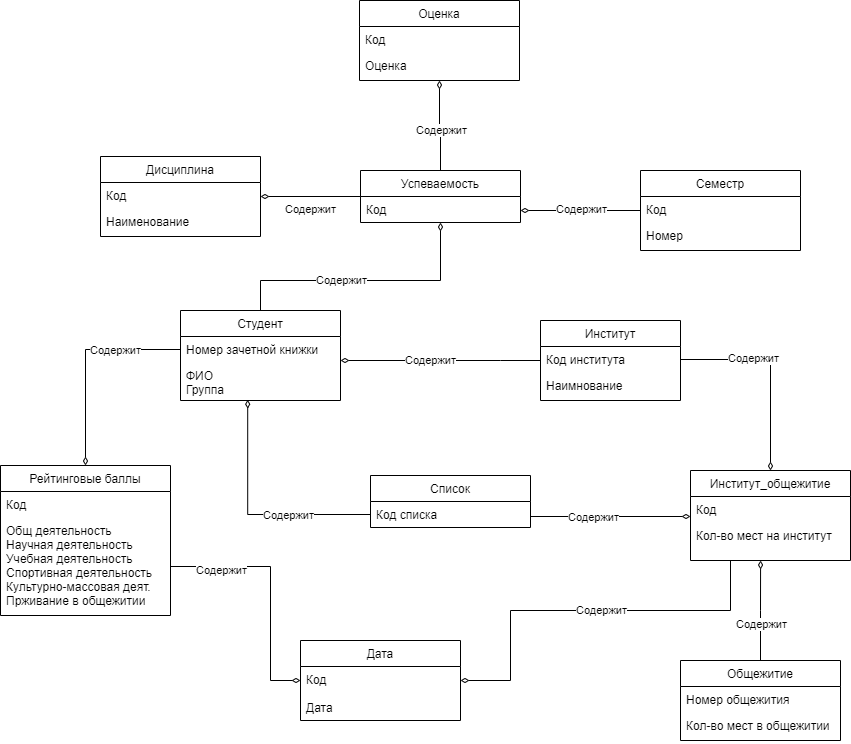 Оценка
Код
Оценка
Содержит
Дисциплина
Код
Наименование
Содержит
Успеваемость
Код
Содержит
Семестр
Код
Номер
Содержит
Студент
Номер зачетной книжки
ФИО
Группа
Содержит
Содержит
Институт
Код института
Наимнование
Содержит
Рейтинговые баллы
Код
Общ деятельность
Научная деятельность
Учебная деятельность
Спортивная деятельность
Культурно-массовая деят.
Прживание в общежитии
Содержит
Список
Код списка
Содержит
Институт_общежитие
Код
Кол-во мест на институт
Содержит
Содержит
Содержит
Дата
Код
Дата
Общежитие
Номер общежития
Кол-во мест в общежитии